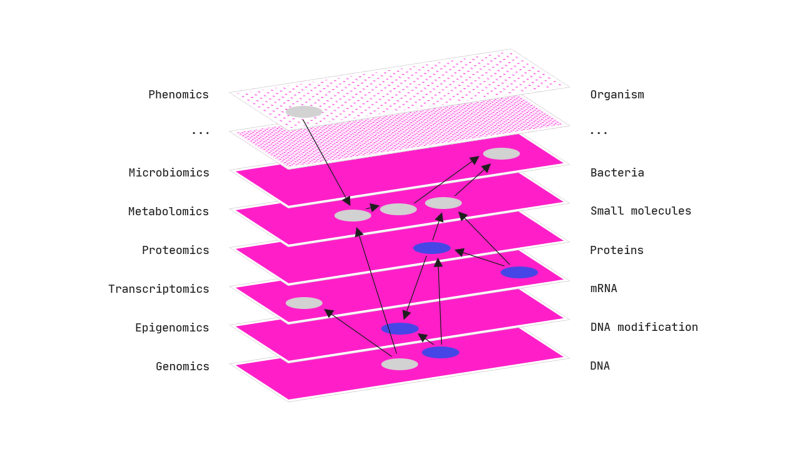 Phenomics Organism
... ...
Microbiomics Bacteria
Metabolomics Small molecules
Proteomics Proteins
Transcriptomics mRNA
Epigenomics DNA modification
Genomics DNA